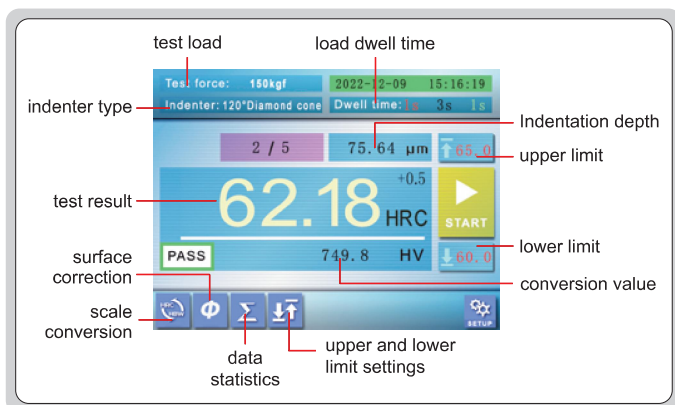 test load
load dwell time
Test force: 150kgf
2022-12-09 15:16:19
indenter type
Indenter: 120°Diamond cone
Dwell time: 1s 3s 1s
Indentation depth
2 / 5
75.64 μm
65.0
upper limit
+0.5
test result
62.18 HRC
START
lower limit
PASS
749.8 HV
60.0
surface
correction
conversion value
scale
conversion
HRC
HBW
Φ
Σ
SETUP
data
statistics
upper and lower
limit settings